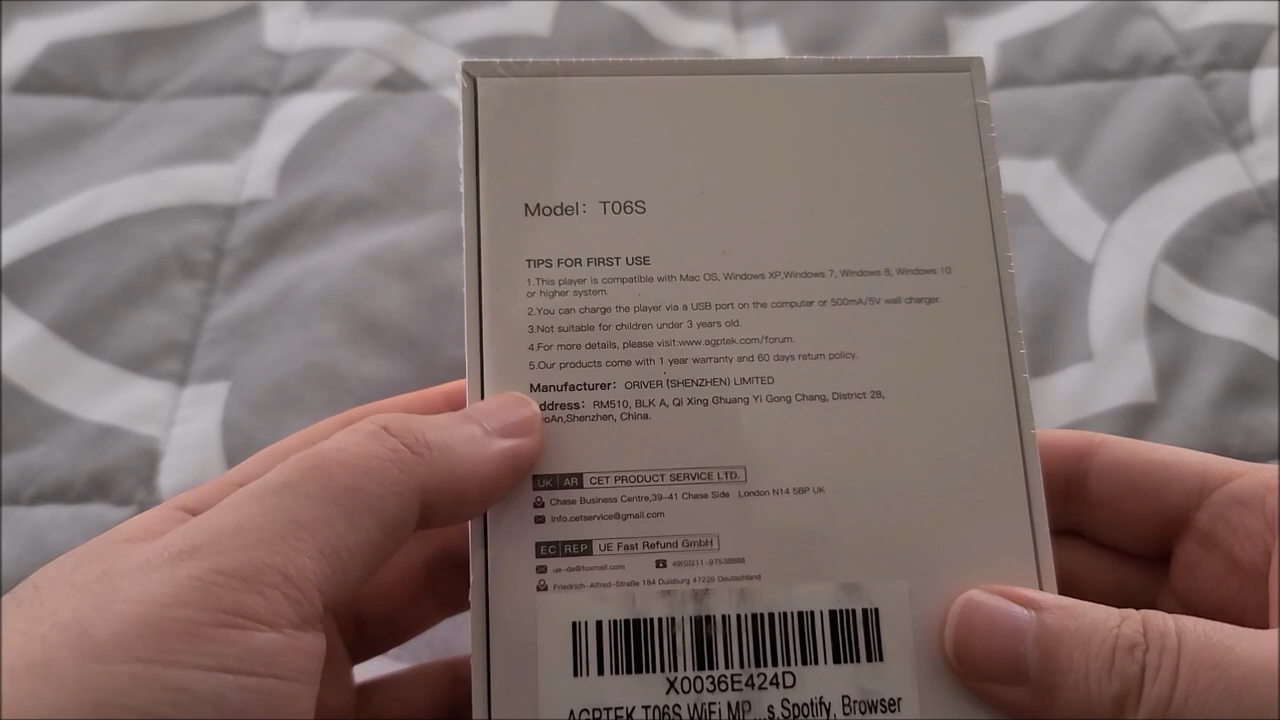 Model: T06S
TIPS FOR FIRST USE
1.This player is compatible with Mac OS, Windows XP,Windows 7, Windows 8, Windows 10
or higher system.
2.You can charge the player via a USB port on the computer or 500mA/5V wall charger.
3.Not suitable for children under 3 years old.
4.For more details, please visit:www.agptek.com/forum.
5.Our products come with 1 year warranty and 60 days return policy.
Manufacturer: ORIVER (SHENZHEN) LIMITED
ddress: RM510, BLK A, Qi Xing Ghuang Yi Gong Chang, District 28,
oAn,Shenzhen, China.
UK AR CET PRODUCT SERVICE LTD.
Chase Business Centre,39-41 Chase Side London N14 5BP UK
info.cetservice@gmail.com
EC REP UE Fast Refund GmbH
ue-de@foxmail.com
Friedrich-Alfred-Straße 184 Duisburg 47226 Deutschland
X0036E424D
AGPTEK T06S WiFi MP...s,Spotify, Browser